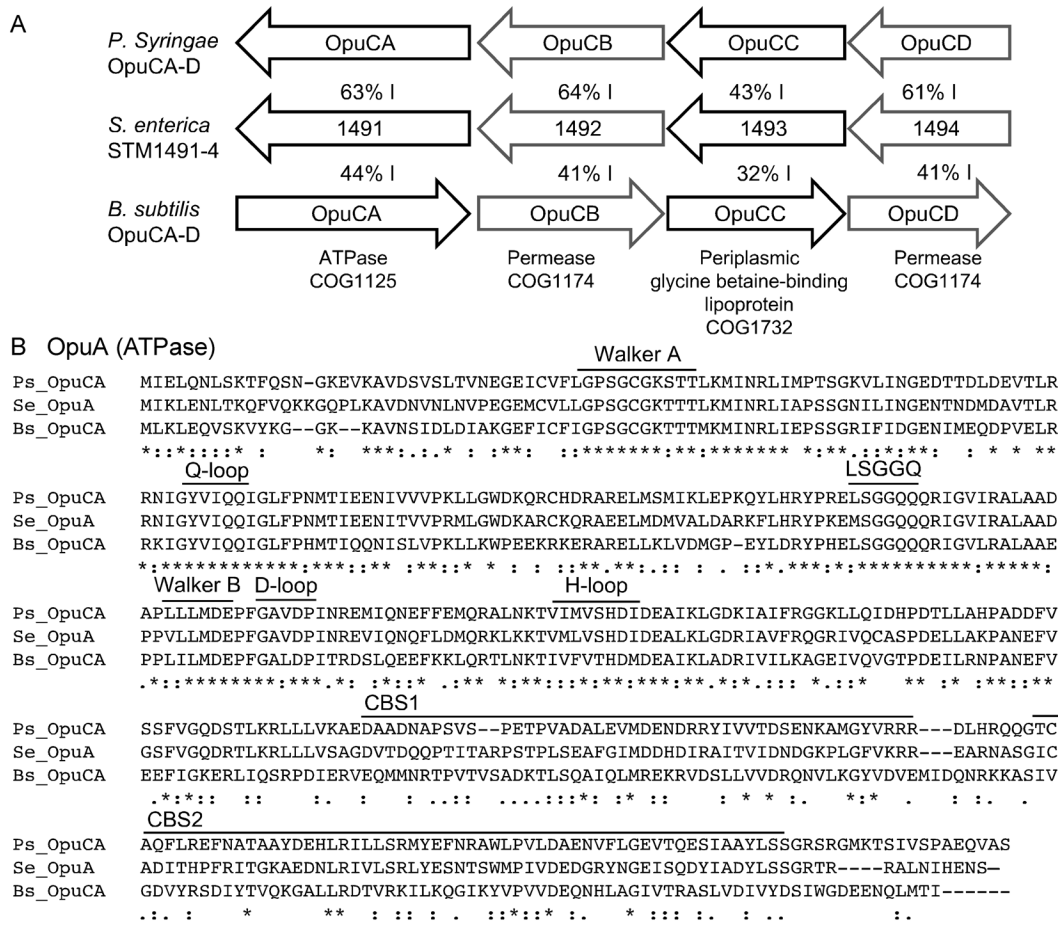 A
P. Syringae
OpuCA-D
OpuCA
OpuCB
OpuCC
OpuCD
63% I
64% I
43% I
61% I
S. enterica
STM1491-4
1491
1492
1493
1494
44% I
41% I
32% I
41% I
B. subtilis
OpuCA-D
OpuCA
OpuCB
OpuCC
OpuCD
ATPase
COG1125
Permease
COG1174
Periplasmic
glycine betaine-binding
lipoprotein
COG1732
Permease
COG1174
B OpuA (ATPase)
Walker A
Ps_OpuCA MIELQNLSKTFQSN-GKEVKAVDSVSLTVNEGEICVFLGPSGCGKSTTLKMINRLIMPTSGKVLINGEDTTDLDEVTLR
Se_OpuA MIKLENLTKQFVQKKGQPLKAVDNVNLNVPEGEMCVLLGPSGCGKTTTLKMINRLIAPSSGNILINGENTNDMDAVTLR
Bs_OpuCA MLKLEQVSKVYKG--GK--KAVNSIDLDIAKGEFICFIGPSGCGKTTTMKMINRLIEPSSGRIFIDGENIMEQDPVELR
Q-loop
LSGGQ
Ps_OpuCA RNIGYVIQQIGLFPNMTIEENIVVVPKLLGWDKQRCHDRARELMSMIKLEPKQYLHRYPRELSGGQQQRIGVIRALAAD
Se_OpuA RNIGYVIQQIGLFPNMTIEENITVVPRMLGWDKARCKQRAEELMDMVALDARKFLHRYPKEMSGGQQQRIGVIRALAAD
Bs_OpuCA RKIGYVIQQIGLFPHMTIQQNISLVPKLLKWPEEKRKERARELLKLVDMGP-EYLDRYPHELSGGQQQRIGVLRALAAE
Walker B
D-loop
H-loop
Ps_OpuCA APLLLMDEPFGAVDPINREMIQNEFFEMQRALNKTVIMVSHDIDEAIKLGDKIAIFRGGKLLQIDHPDTLLAHPADDFV
Se_OpuA PPVLLMDEPFGAVDPINREVIQNQFLDMQRKLKKTVMLVSHDIDEALKLGDRIAVFRQGRIVQCASPDELLAKPANEFV
Bs_OpuCA PPLILMDEPFGALDPITRDSLQEEFKKLQRTLNKTIVFVTHDMDEAIKLADRIVILKAGEIVQVGTPDEILRNPANEFV
CBS1
Ps_OpuCA SSFVGQDSTLKRLLLVKAEDAADNAPSVS--PETPVADALEVMDENDRRYIVVTDSENKAMGYVRRR---DLHRQQGTC
Se_OpuA GSFVGQDRTLKRLLLVSAGDVTDQQPTITARPSTPLSEAFGIMDDHDIRAITVIDNDGKPLGFVKRR---EARNASGIC
Bs_OpuCA EEFIGKERLIQSRPDIERVEQMMNRTPVTVSADKTLSQAIQLMREKRVDSLLVVDRQNVLKGYVDVEMIDQNRKKASIV
CBS2
Ps_OpuCA AQFLREFNATAAYDEHLRILLSRMYEFNRAWLPVLDAENVFLGEVTQESIAAYLSSGRSRGMKTSIVSPAEQVAS
Se_OpuA ADITHPFRITGKAEDNLRIVLSRLYESNTSWMPIVDEDGRYNGEISQDYIADYLSSGRTR----RALNIHENS-
Bs_OpuCA GDVYRSDIYTVQKGALLRDTVRKILKQGIKYVPVVDEQNHLAGIVTRASLVDIVYDSIWGDEENQLMTI------